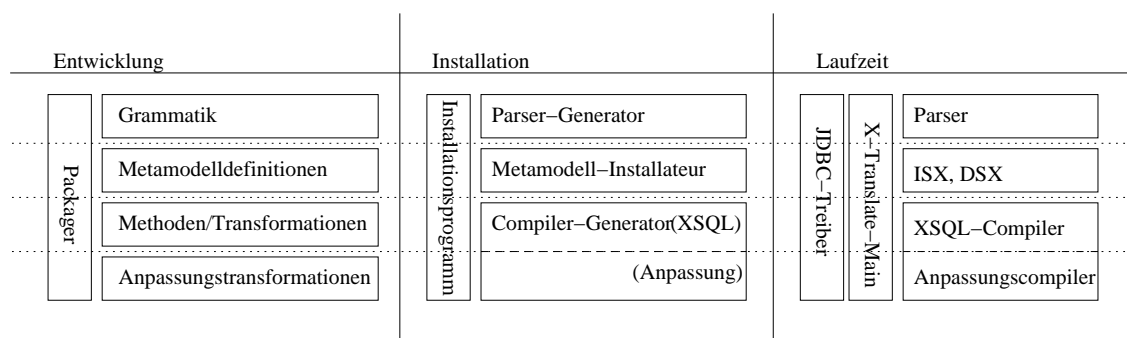 Entwicklung
Installation
Laufzeit
Packager
Grammatik
Metamodelldefinitionen
Methoden/Transformationen
Anpassungstransformationen
Installationsprogramm
Parser−Generator
Metamodell−Installateur
Compiler−Generator(XSQL)
(Anpassung)
JDBC−Treiber
X−Translate−Main
Parser
ISX, DSX
XSQL−Compiler
Anpassungscompiler